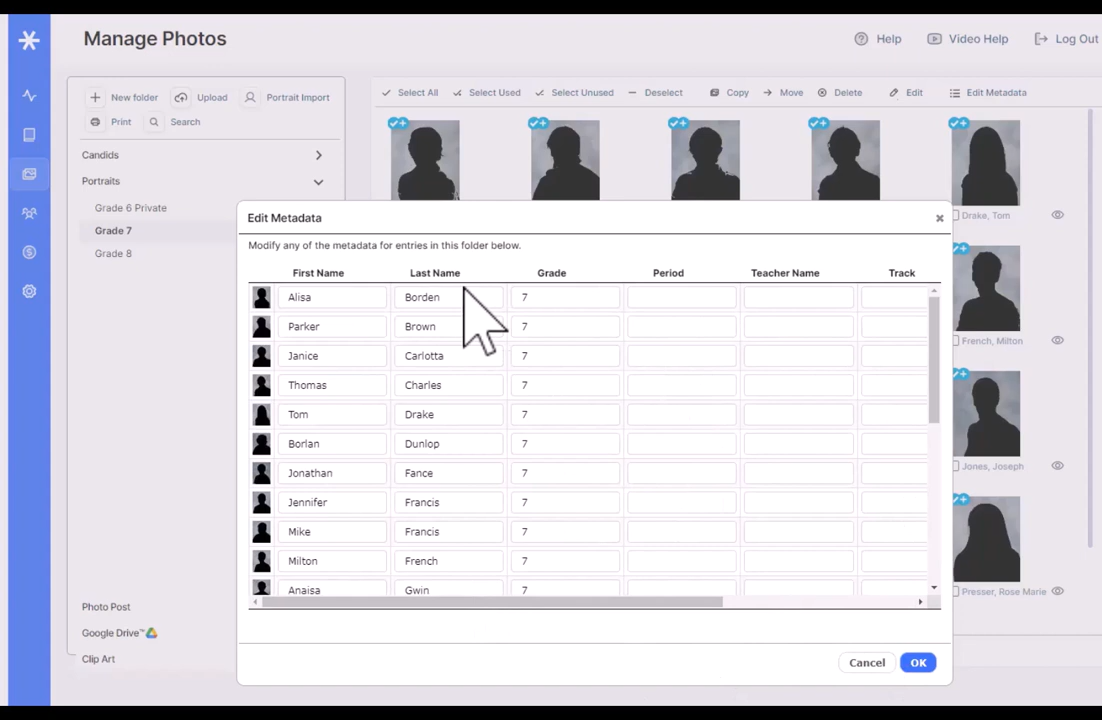 Manage Photos
Help
Video Help
Log Out
New folder
Upload
Portrait Import
Print
Search
Select All
Select Used
Select Unused
Deselect
Copy
Move
Delete
Edit
Edit Metadata
Candids
Portraits
Grade 6 Private
Grade 7
Grade 8
Photo Post
Google Drive™
Clip Art
Drake, Tom
French, Milton
Jones, Joseph
Presser, Rose Marie
Edit Metadata
Modify any of the metadata for entries in this folder below.
First Name Last Name Grade Period Teacher Name Track
Alisa Borden 7
Parker Brown 7
Janice Carlotta 7
Thomas Charles 7
Tom Drake 7
Borlan Dunlop 7
Jonathan Fance 7
Jennifer Francis 7
Mike Francis 7
Milton French 7
Anaisa Gwin 7
Cancel
OK